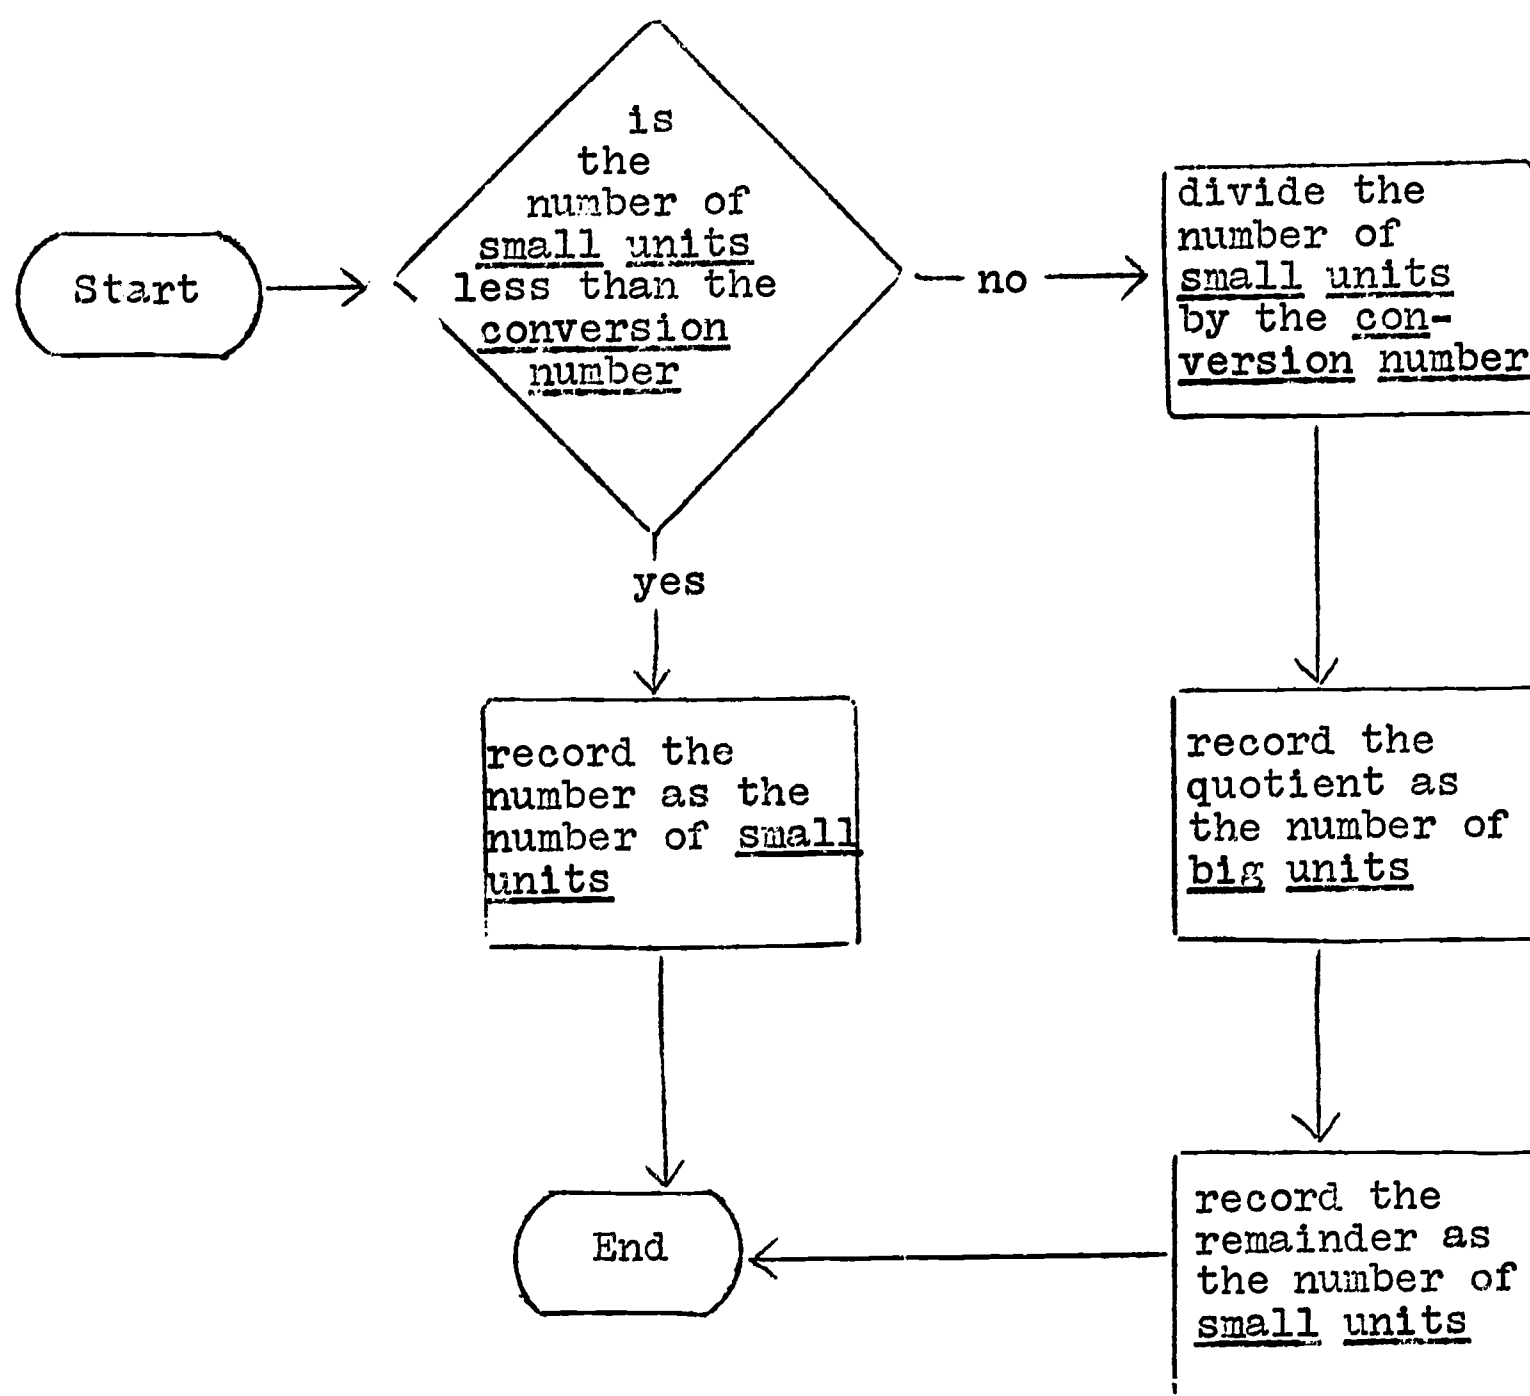 Start
is
the
number of
small units
less than the
conversion
number
no
divide the
number of
small units
by the con-
version number
yes
record the
number as the
number of small
units
record the
quotient as
the number of
big units
record the
remainder as
the number of
small units
End